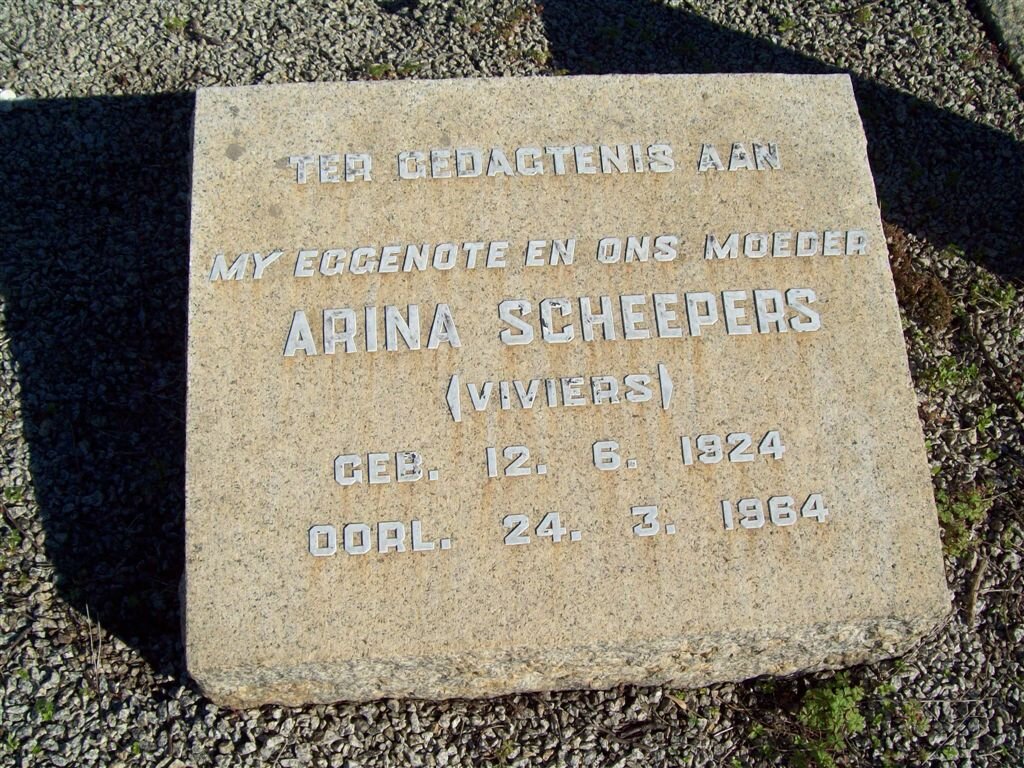 TER GEDAGTENIS AAN
MY EGGENOTE EN ONS MOEDER
ARINA SCHEEPERS
(VIVIERS)
GEB. 12. 6. 1924
OORL. 24. 3. 1964